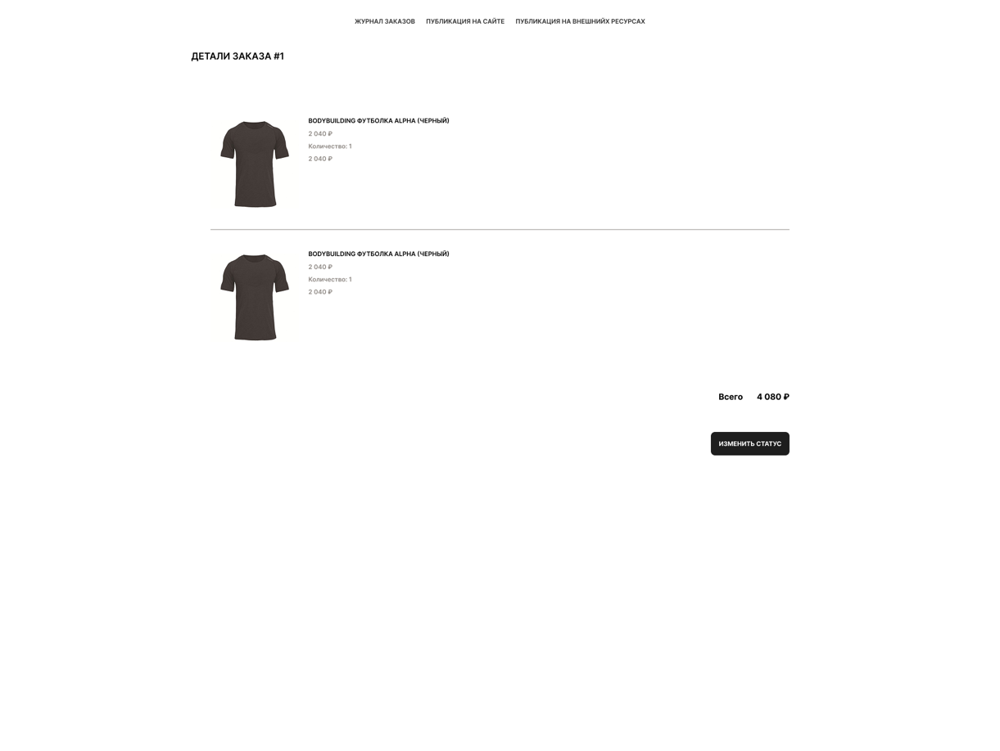 ЖУРНАЛ ЗАКАЗОВ ПУБЛИКАЦИЯ НА САЙТЕ ПУБЛИКАЦИЯ НА ВНЕШНИЙХ РЕСУРСАХ
ДЕТАЛИ ЗАКАЗА #1
BODYBUILDING ФУТБОЛКА ALPHA (ЧЕРНЫЙ)
2 040 ₽
Количество: 1
2 040 ₽
BODYBUILDING ФУТБОЛКА ALPHA (ЧЕРНЫЙ)
2 040 ₽
Количество: 1
2 040 ₽
Всего 4 080 ₽
ИЗМЕНИТЬ СТАТУС